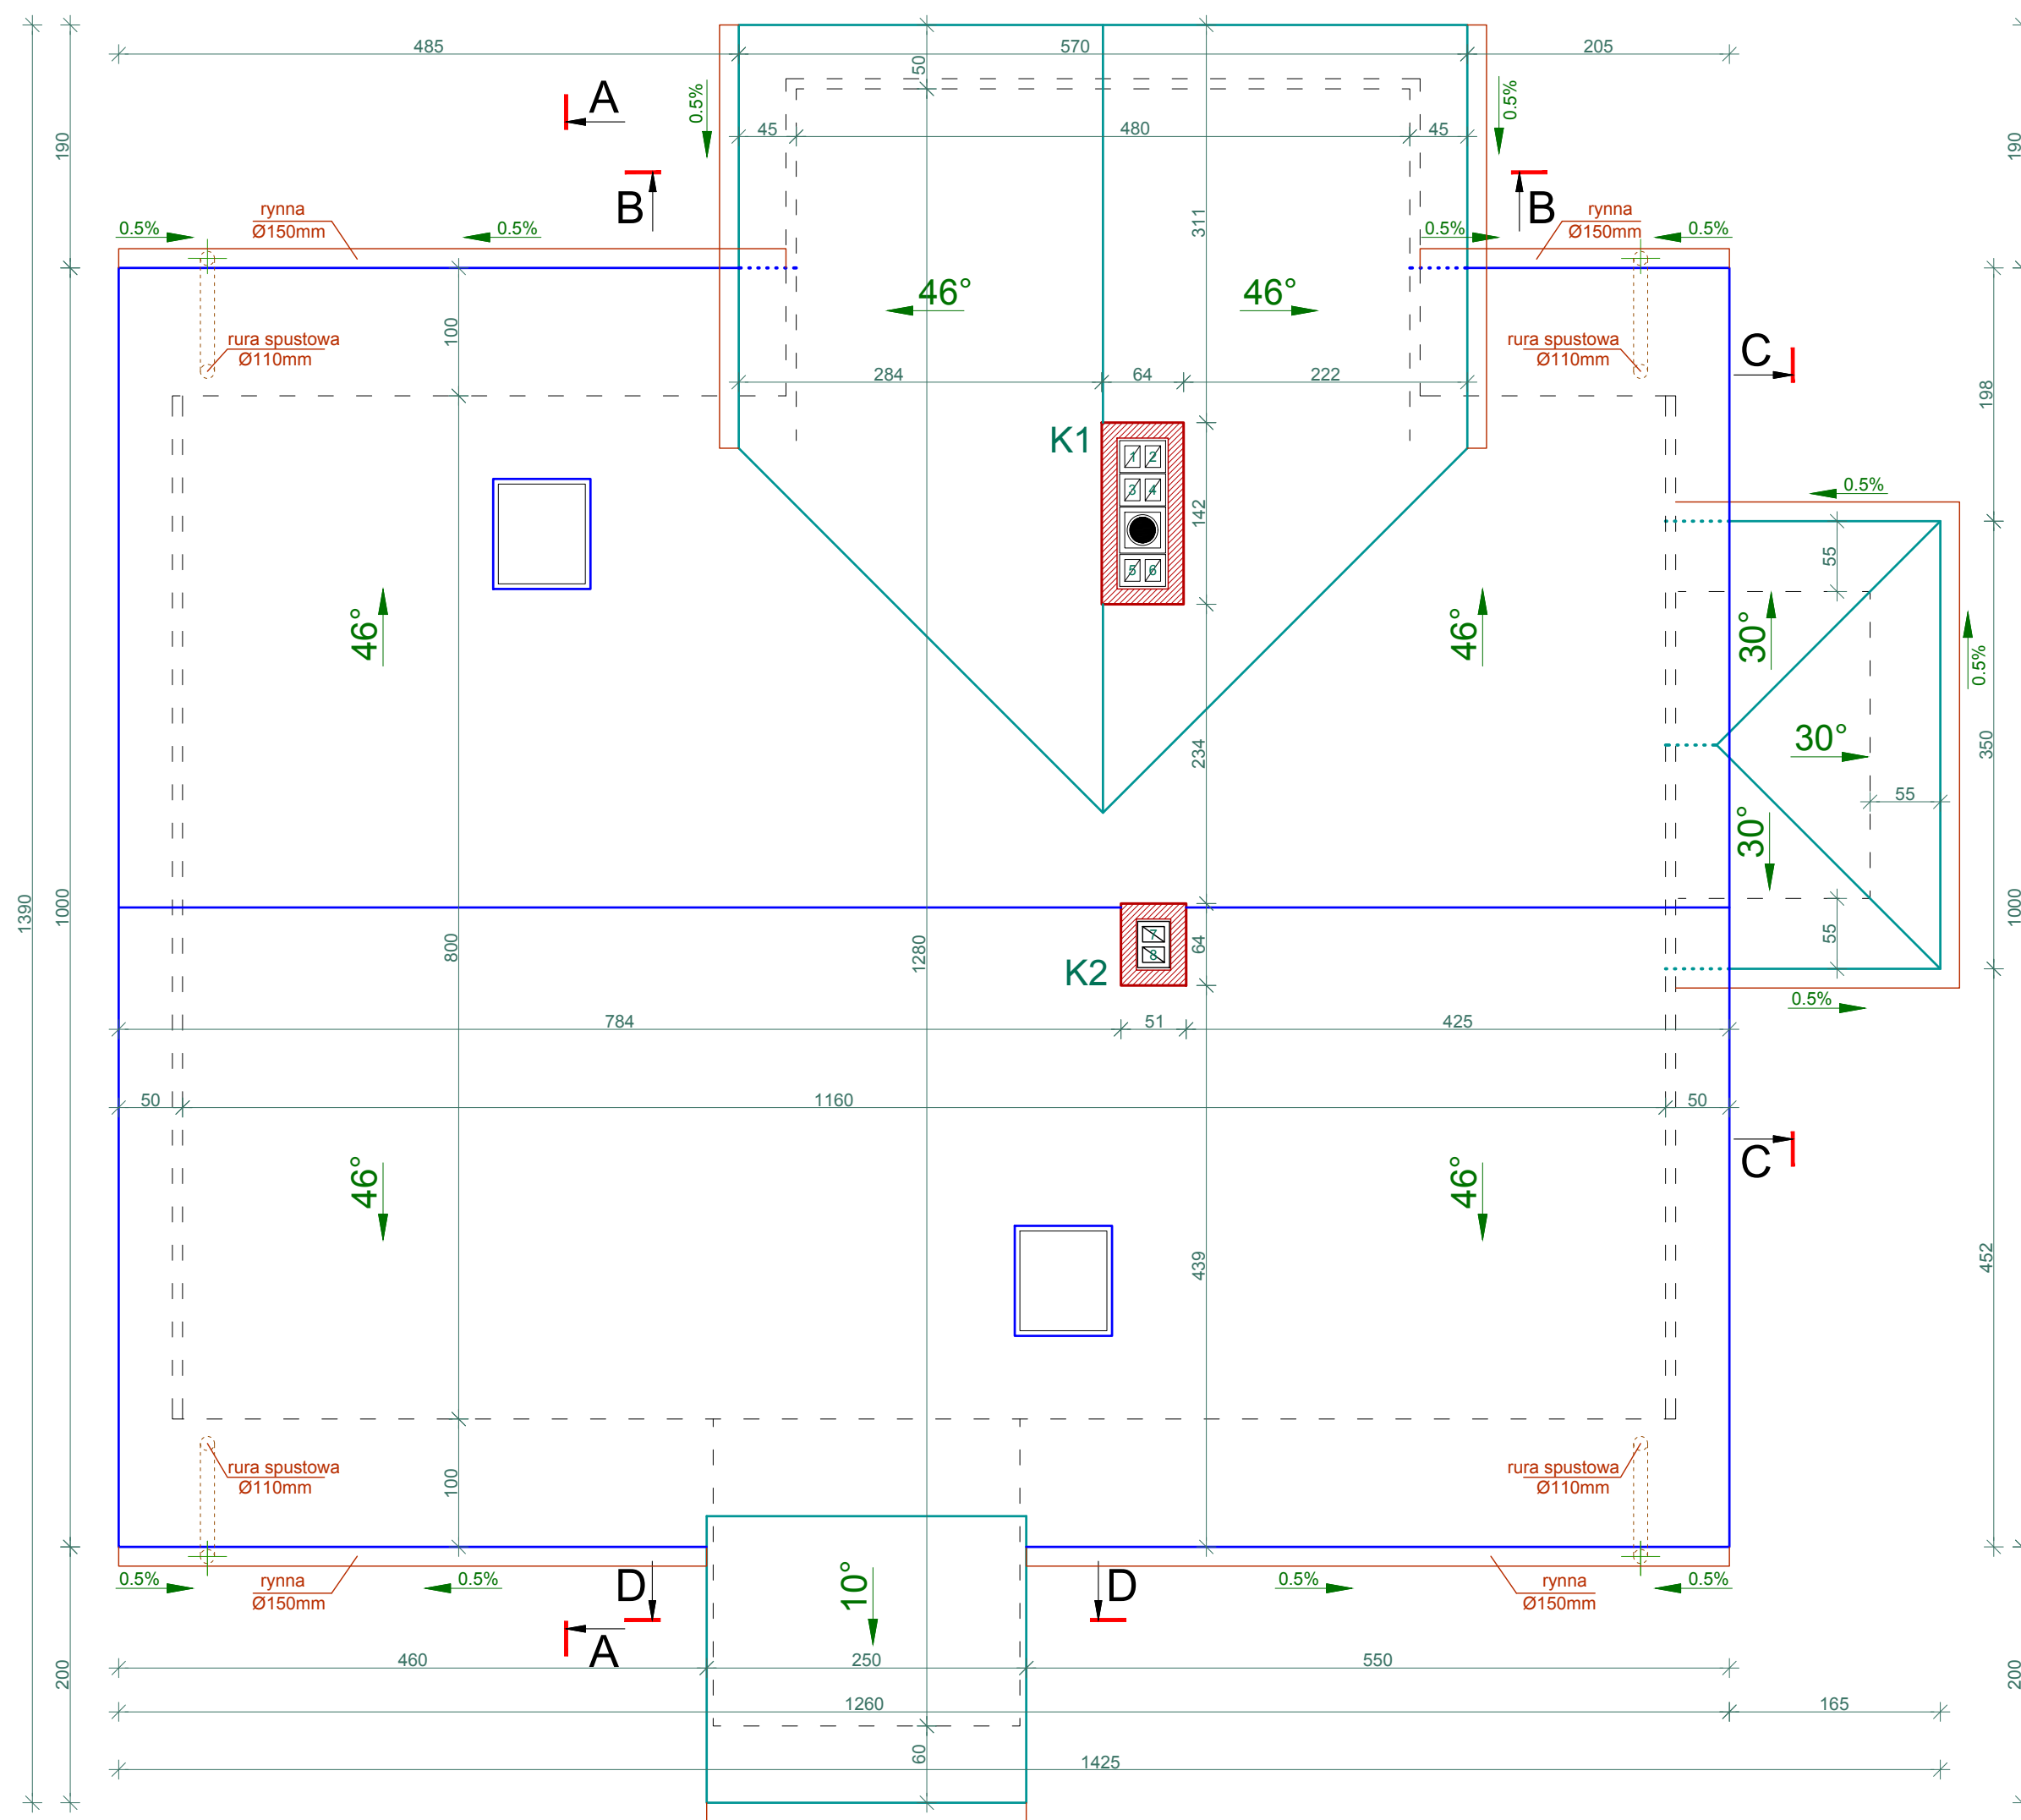 485
570
205
50
0.5%
0.5%
A
190
190
45
480
45
B
B
rynna
Ø150mm
0.5%
0.5%
311
0.5%
rynna
Ø150mm
0.5%
46°
46°
100
rura spustowa
Ø110mm
rura spustowa
Ø110mm
C
284
64
222
198
K1
1
2
3
4
5
6
142
0.5%
55
46°
46°
30°
0.5%
234
30°
350
55
30°
1390
1000
800
1280
7
8
64
K2
55
1000
0.5%
784
51
425
50
1160
50
46°
46°
C
439
452
100
rura spustowa
Ø110mm
rura spustowa
Ø110mm
0.5%
rynna
Ø150mm
0.5%
D
10°
D
0.5%
rynna
Ø150mm
0.5%
A
200
460
250
550
200
1260
165
60
1425